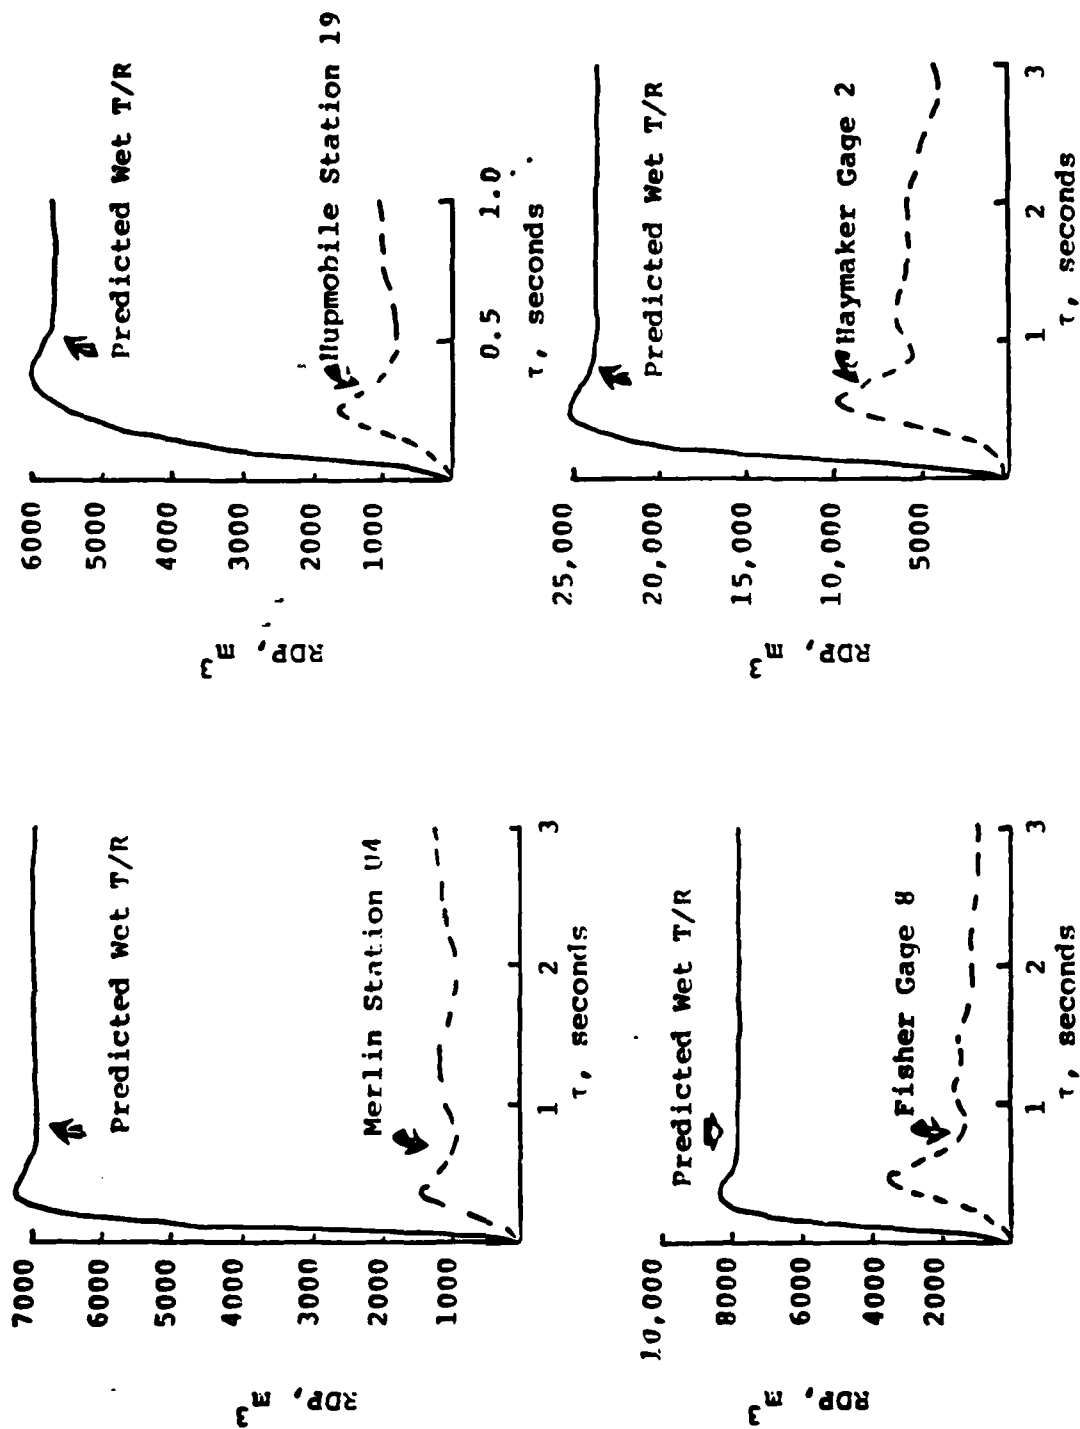 7000
6000
5000
4000
3000
2000
1000
RDP, m³
Predicted Wet T/R
Merlin Station U4
1 2 3
τ, seconds
6000
5000
4000
3000
2000
1000
RDP, m³
Predicted Wet T/R
Hupmobile Station 19
0.5 1.0
τ, seconds
10,000
8000
6000
4000
2000
RDP, m³
Predicted Wet T/R
Fisher Gage 8
1 2 3
τ, seconds
25,000
20,000
15,000
10,000
5000
RDP, m³
Predicted Wet T/R
Haymaker Gage 2
1 2 3
τ, seconds